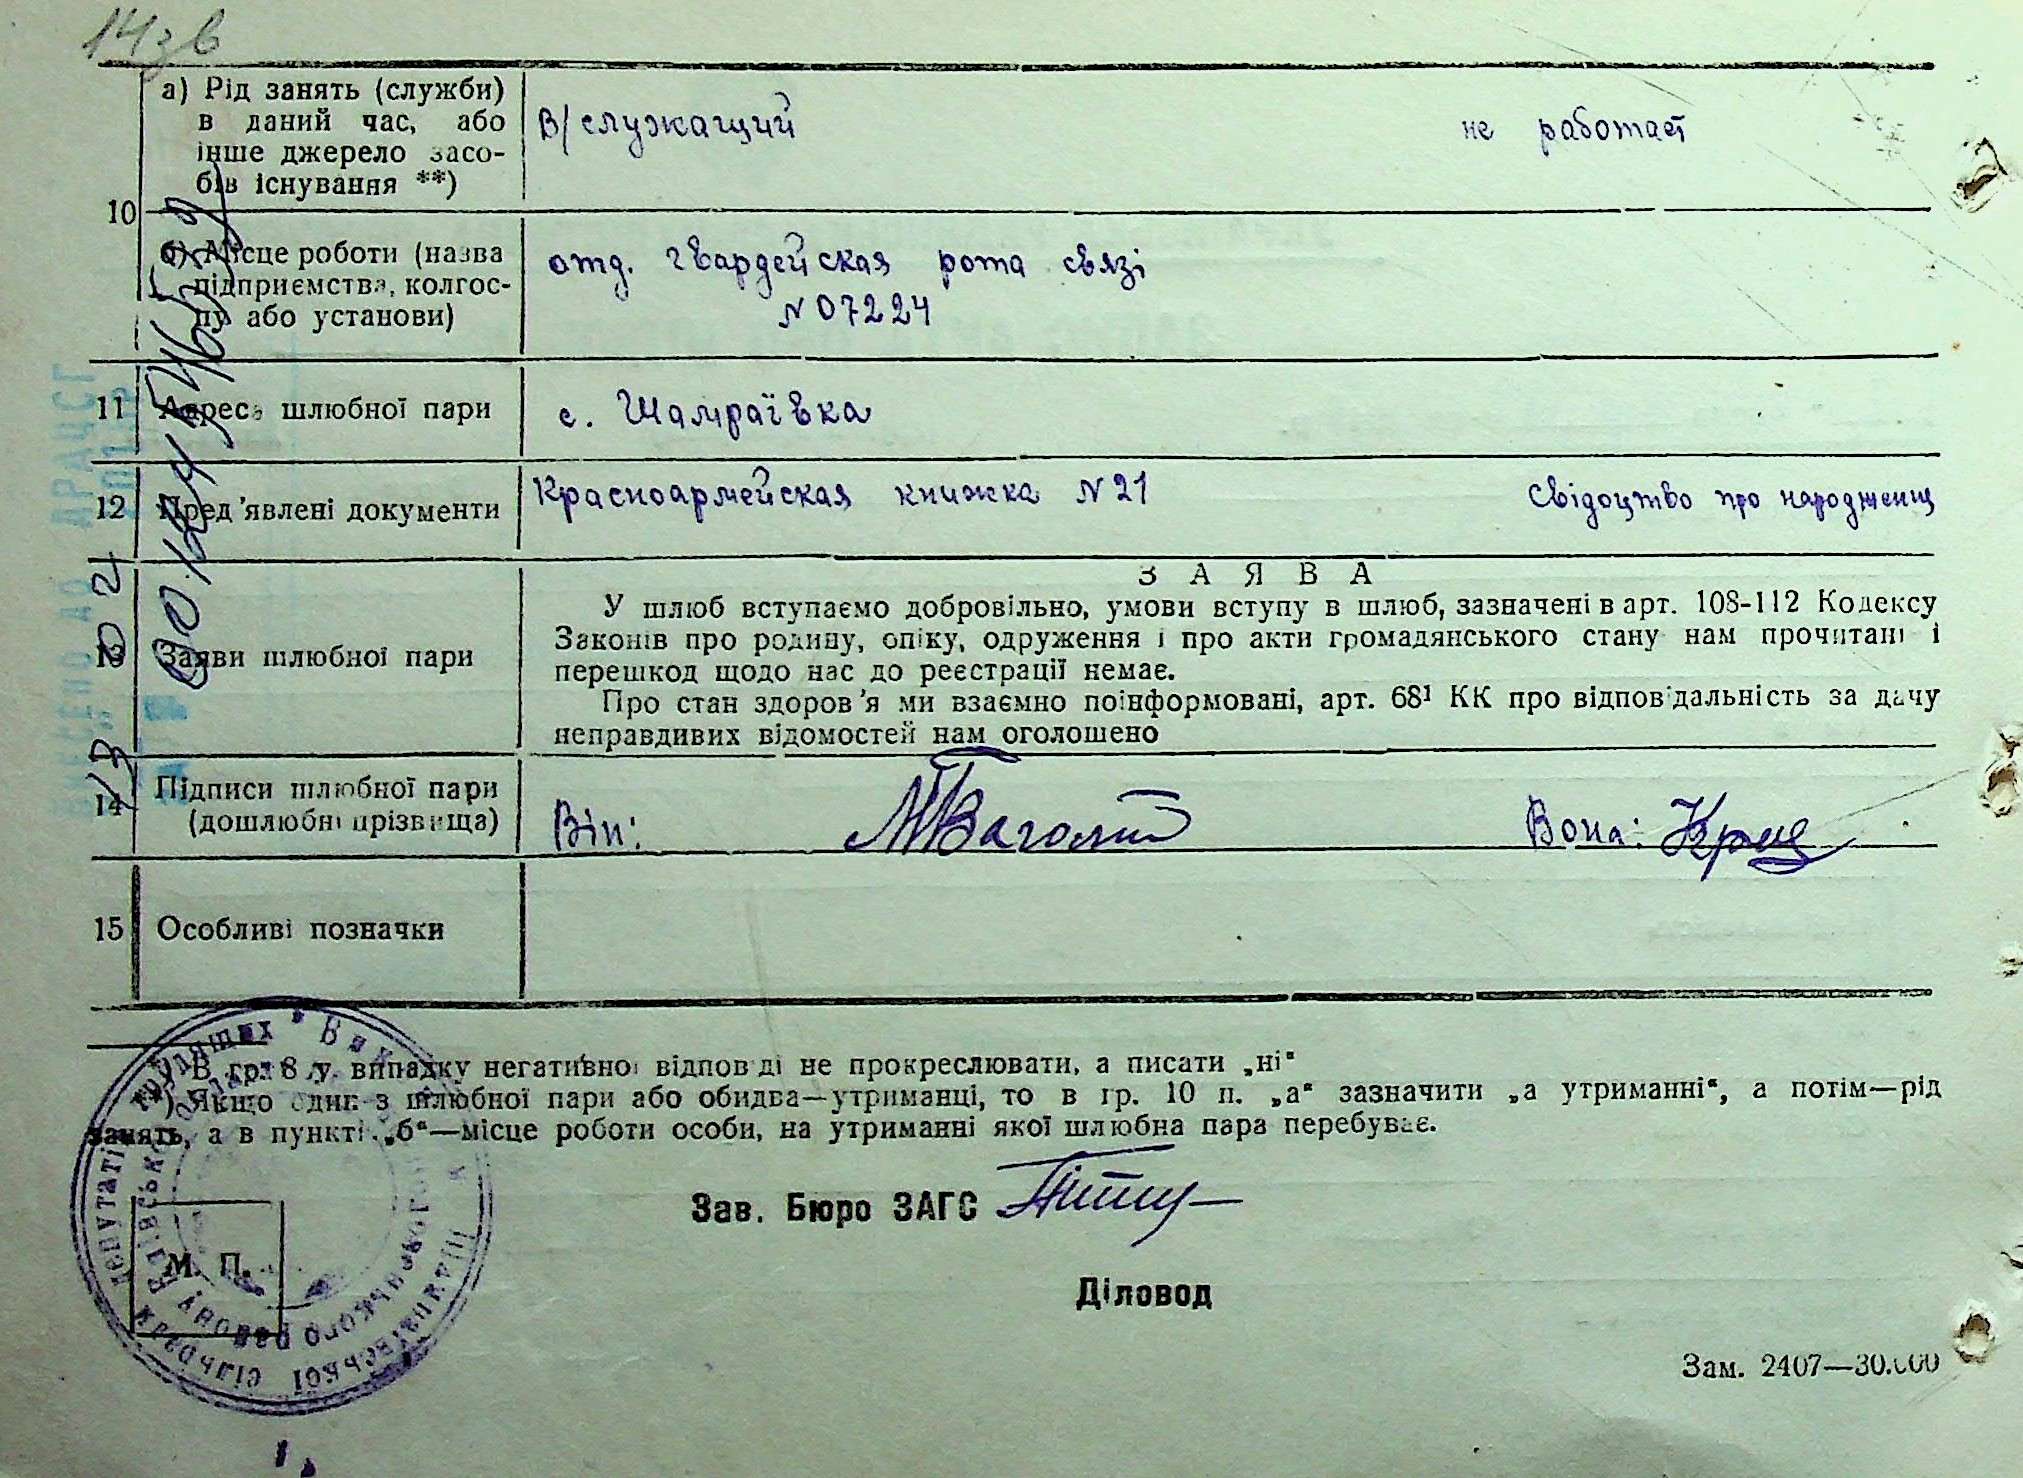 14зв
а) Рід занять (служби)
в даний час, або
інше джерело засо-
бів існування **)
В/служащий
не работает
10
б) Місце роботи (назва
підприємства, колгос-
пу або установи)
отд. гвардейская рота связі
N 07224
11
Адреса шлюбної пари
с. Шамраївка
12
Пред'явлені документи
Красноармейская книжка N 21
Свідоцтво про народженн
13
Заяви шлюбної пари
ЗАЯВА
У шлюб вступаємо добровільно, умови вступу в шлюб, зазначені в арт. 108-112 Кодексу
Законів про родину, опіку, одруження і про акти громадянського стану нам прочитані і
перешкод щодо нас до реєстрації немає.
Про стан здоров'я ми взаємно поінформовані, арт. 68¹ КК про відповідальність за дачу
неправдивих відомостей нам оголошено
14
Підписи шлюбної пари
(дошлюбні прізвища)
Він:
Вона:
15
Особливі позначки
*) В гр. 8 у випадку негативної відповіді не прокреслювати, а писати „ні“
**) Якщо один з шлюбної пари або обидва—утриманці, то в гр. 10 п. „а“ зазначити „а утриманні“, а потім—рід
занять, а в пункті „б“—місце роботи особи, на утриманні якої шлюбна пара перебуває.
Зав. Бюро ЗАГС
М. П.
Діловод
Зам. 2407—30.000